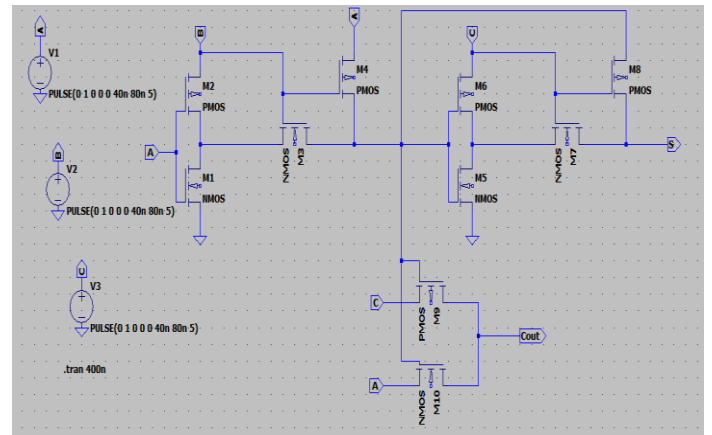 A
V1
PULSE(0 1 0 0 0 40n 80n 5)
B
V2
PULSE(0 1 0 0 0 40n 80n 5)
C
V3
PULSE(0 1 0 0 0 40n 80n 5)
.tran 400n
B
M2
PMOS
A
M1
NMOS
NMOS
M3
A
M4
PMOS
C
M6
PMOS
M5
NMOS
NMOS
M7
M8
PMOS
S
C
PMOS
M9
A
NMOS
M10
Cout